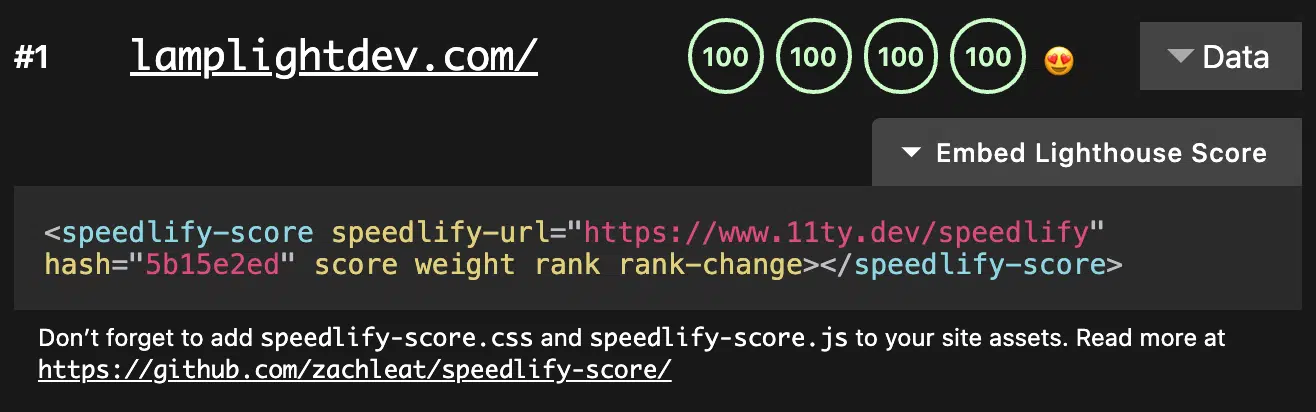 #1 lamplightdev.com/ 100 100 100 100 😍 Data
Embed Lighthouse Score
<speedlify-score speedlify-url="https://www.11ty.dev/speedlify"
hash="5b15e2ed" score weight rank rank-change></speedlify-score>
Don’t forget to add speedlify-score.css and speedlify-score.js to your site assets. Read more at
https://github.com/zachleat/speedlify-score/